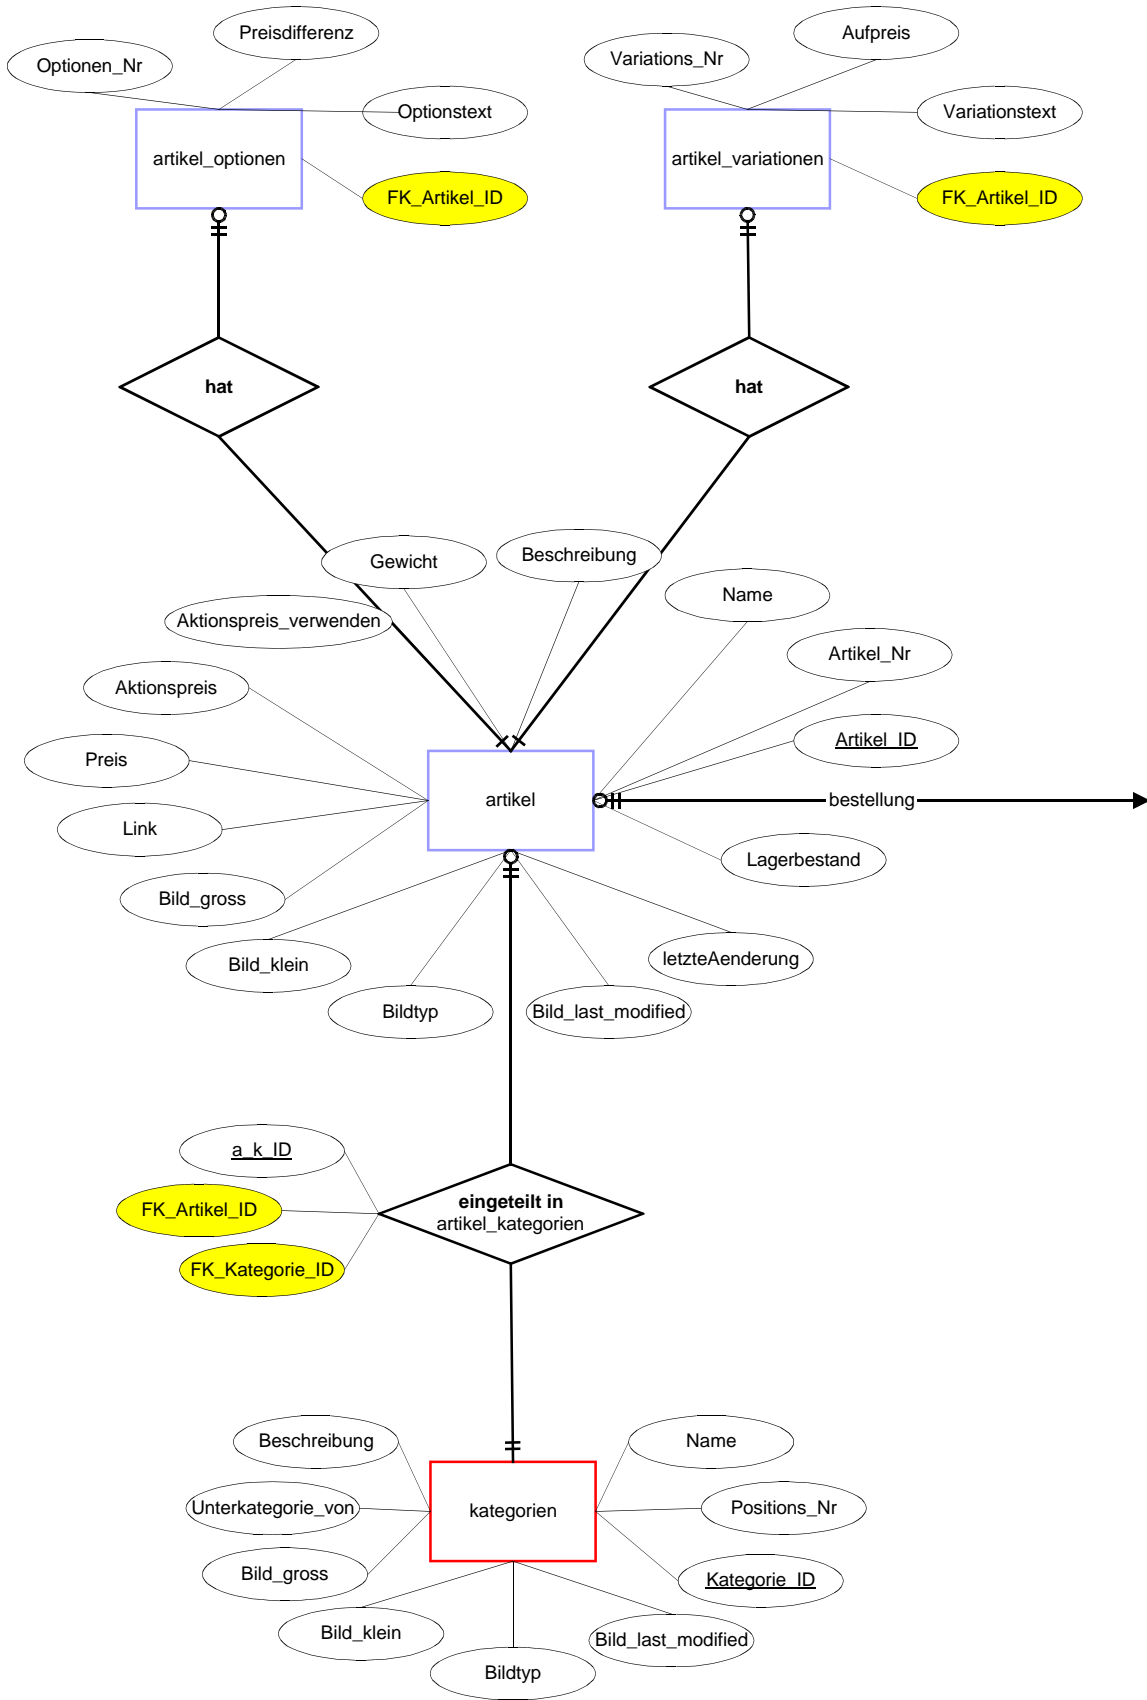 Preisdifferenz
Aufpreis
Optionen_Nr
Variations_Nr
Optionstext
Variationstext
artikel_optionen
artikel_variationen
FK_Artikel_ID
FK_Artikel_ID
hat
hat
Gewicht
Beschreibung
Name
Aktionspreis_verwenden
Artikel_Nr
Aktionspreis
Artikel_ID
Preis
artikel
bestellung
Link
Lagerbestand
Bild_gross
Bild_klein
letzteAenderung
Bildtyp
Bild_last_modified
a_k_ID
eingeteilt in
artikel_kategorien
FK_Artikel_ID
FK_Kategorie_ID
Beschreibung
Name
Unterkategorie_von
kategorien
Positions_Nr
Bild_gross
Kategorie_ID
Bild_klein
Bild_last_modified
Bildtyp